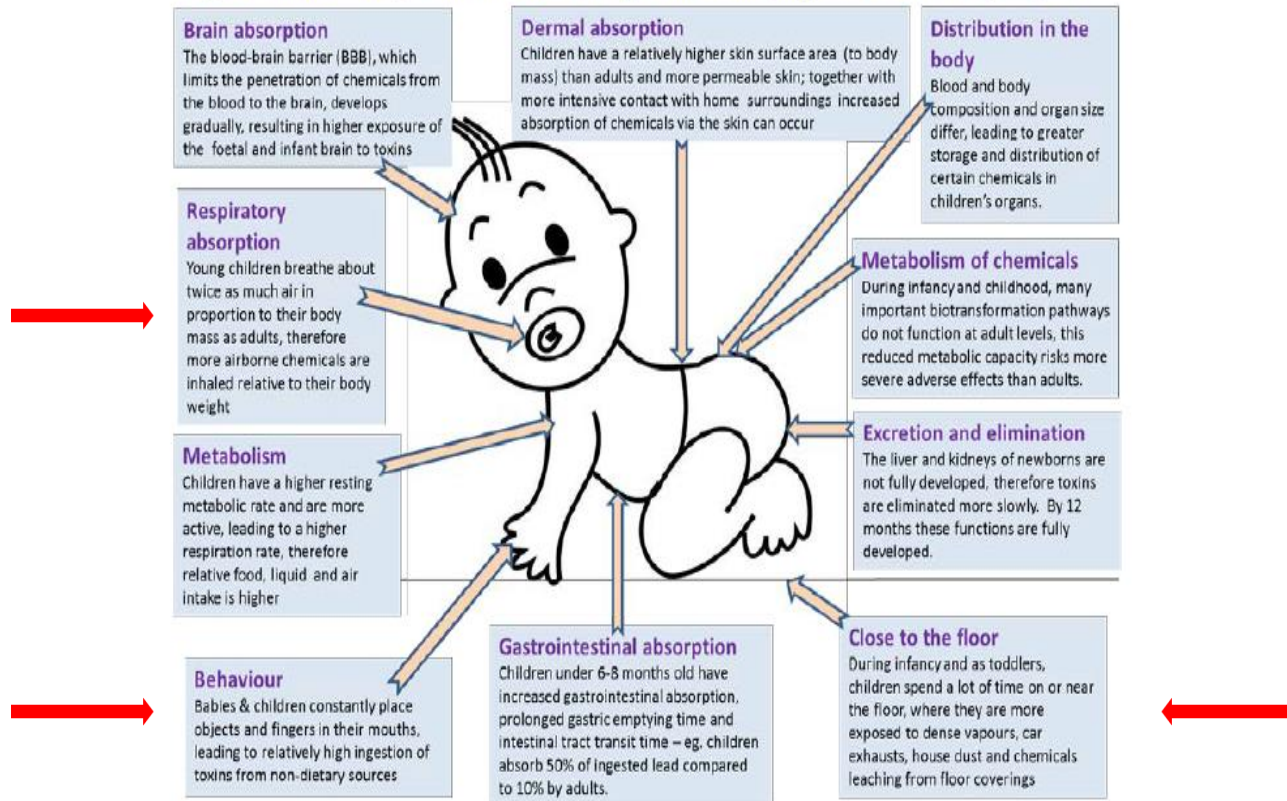 Brain absorption
The blood-brain barrier (BBB), which
limits the penetration of chemicals from
the blood to the brain, develops
gradually, resulting in higher exposure of
the foetal and infant brain to toxins
Dermal absorption
Children have a relatively higher skin surface area (to body
mass) than adults and more permeable skin; together with
more intensive contact with home surroundings increased
absorption of chemicals via the skin can occur
Distribution in the
body
Blood and body
composition and organ size
differ, leading to greater
storage and distribution of
certain chemicals in
children's organs.
Respiratory
absorption
Young children breathe about
twice as much air in
proportion to their body
mass as adults, therefore
more airborne chemicals are
inhaled relative to their body
weight
Metabolism of chemicals
During infancy and childhood, many
important biotransformation pathways
do not function at adult levels, this
reduced metabolic capacity risks more
severe adverse effects than adults.
Metabolism
Children have a higher resting
metabolic rate and are more
active, leading to a higher
respiration rate, therefore
relative food, liquid and air
intake is higher
Excretion and elimination
The liver and kidneys of newborns are
not fully developed, therefore toxins
are eliminated more slowly. By 12
months these functions are fully
developed.
Behaviour
Babies & children constantly place
objects and fingers in their mouths,
leading to relatively high ingestion of
toxins from non-dietary sources
Gastrointestinal absorption
Children under 6-8 months old have
increased gastrointestinal absorption,
prolonged gastric emptying time and
intestinal tract transit time – eg. children
absorb 50% of ingested lead compared
to 10% by adults.
Close to the floor
During infancy and as toddlers,
children spend a lot of time on or near
the floor, where they are more
exposed to dense vapours, car
exhausts, house dust and chemicals
leaching from floor coverings